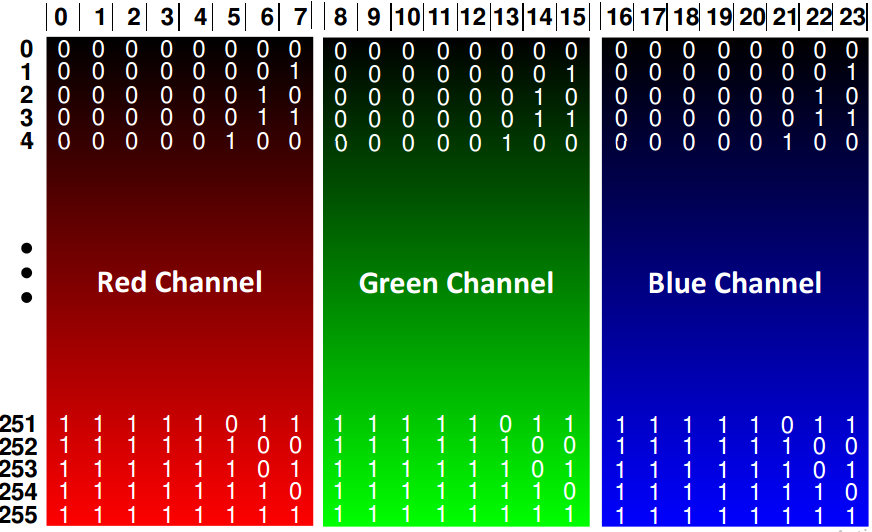 0 | 1 | 2 | 3 | 4 | 5 | 6 | 7 | 8 | 9 | 10 | 11 | 12 | 13 | 14 | 15 | 16 | 17 | 18 | 19 | 20 | 21 | 22 | 23
0 0 0 0 0 0 0 0 0 0 0 0 0 0 0 0 0 0 0 0 0 0 0 0 0
1 0 0 0 0 0 0 0 1 0 0 0 0 0 0 0 1 0 0 0 0 0 0 0 1
2 0 0 0 0 0 0 1 0 0 0 0 0 0 0 1 0 0 0 0 0 0 0 1 0
3 0 0 0 0 0 0 1 1 0 0 0 0 0 0 1 1 0 0 0 0 0 0 1 1
4 0 0 0 0 0 1 0 0 0 0 0 0 0 1 0 0 0 0 0 0 0 1 0 0
Red Channel Green Channel Blue Channel
251 1 1 1 1 1 0 1 1 1 1 1 1 1 0 1 1 1 1 1 1 1 0 1 1
252 1 1 1 1 1 1 0 0 1 1 1 1 1 1 0 0 1 1 1 1 1 1 0 0
253 1 1 1 1 1 1 0 1 1 1 1 1 1 1 0 1 1 1 1 1 1 1 0 1
254 1 1 1 1 1 1 1 0 1 1 1 1 1 1 1 0 1 1 1 1 1 1 1 0
255 1 1 1 1 1 1 1 1 1 1 1 1 1 1 1 1 1 1 1 1 1 1 1 1